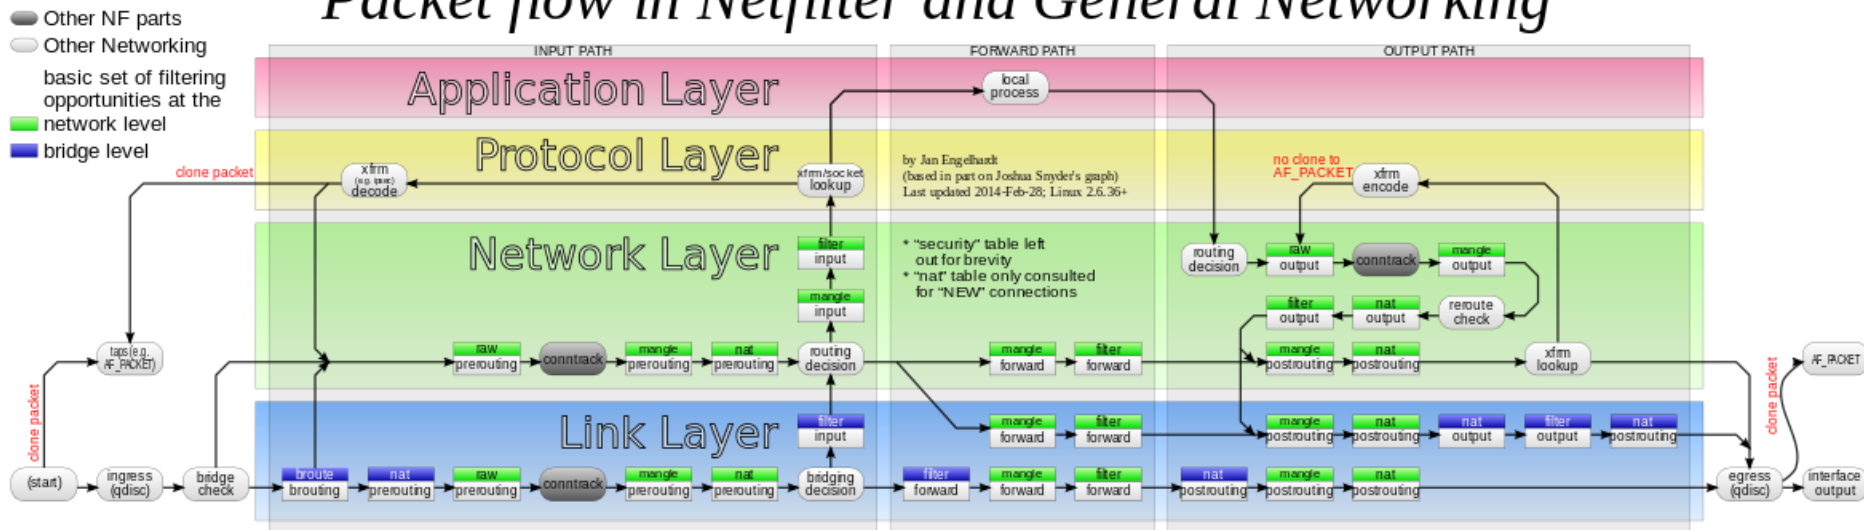 Packet flow in Netfilter and General Networking
Other NF parts
Other Networking
basic set of filtering
opportunities at the
network level
bridge level
INPUT PATH
FORWARD PATH
OUTPUT PATH
Application Layer
local
process
Protocol Layer
clone packet
xfrm
(e.g. ipsec)
decode
xfrm/socket
lookup
by Jan Engelhardt
(based in part on Joshua Snyder's graph)
Last updated 2014-Feb-28; Linux 2.6.36+
no clone to
AF_PACKET
xfrm
encode
Network Layer
filter
input
mangle
input
* “security” table left
out for brevity
* “nat” table only consulted
for “NEW” connections
routing
decision
raw
output
conntrack
mangle
output
filter
output
nat
output
reroute
check
taps (e.g.
AF_PACKET)
raw
prerouting
conntrack
mangle
prerouting
nat
prerouting
routing
decision
mangle
forward
filter
forward
mangle
postrouting
nat
postrouting
xfrm
lookup
clone packet
AF_PACKET
clone packet
Link Layer
filter
input
mangle
forward
filter
forward
mangle
postrouting
nat
postrouting
nat
output
filter
output
nat
postrouting
(start)
ingress
(qdisc)
bridge
check
broute
brouting
nat
prerouting
raw
prerouting
conntrack
mangle
prerouting
nat
prerouting
bridging
decision
filter
forward
mangle
forward
filter
forward
nat
postrouting
mangle
postrouting
nat
postrouting
egress
(qdisc)
interface
output